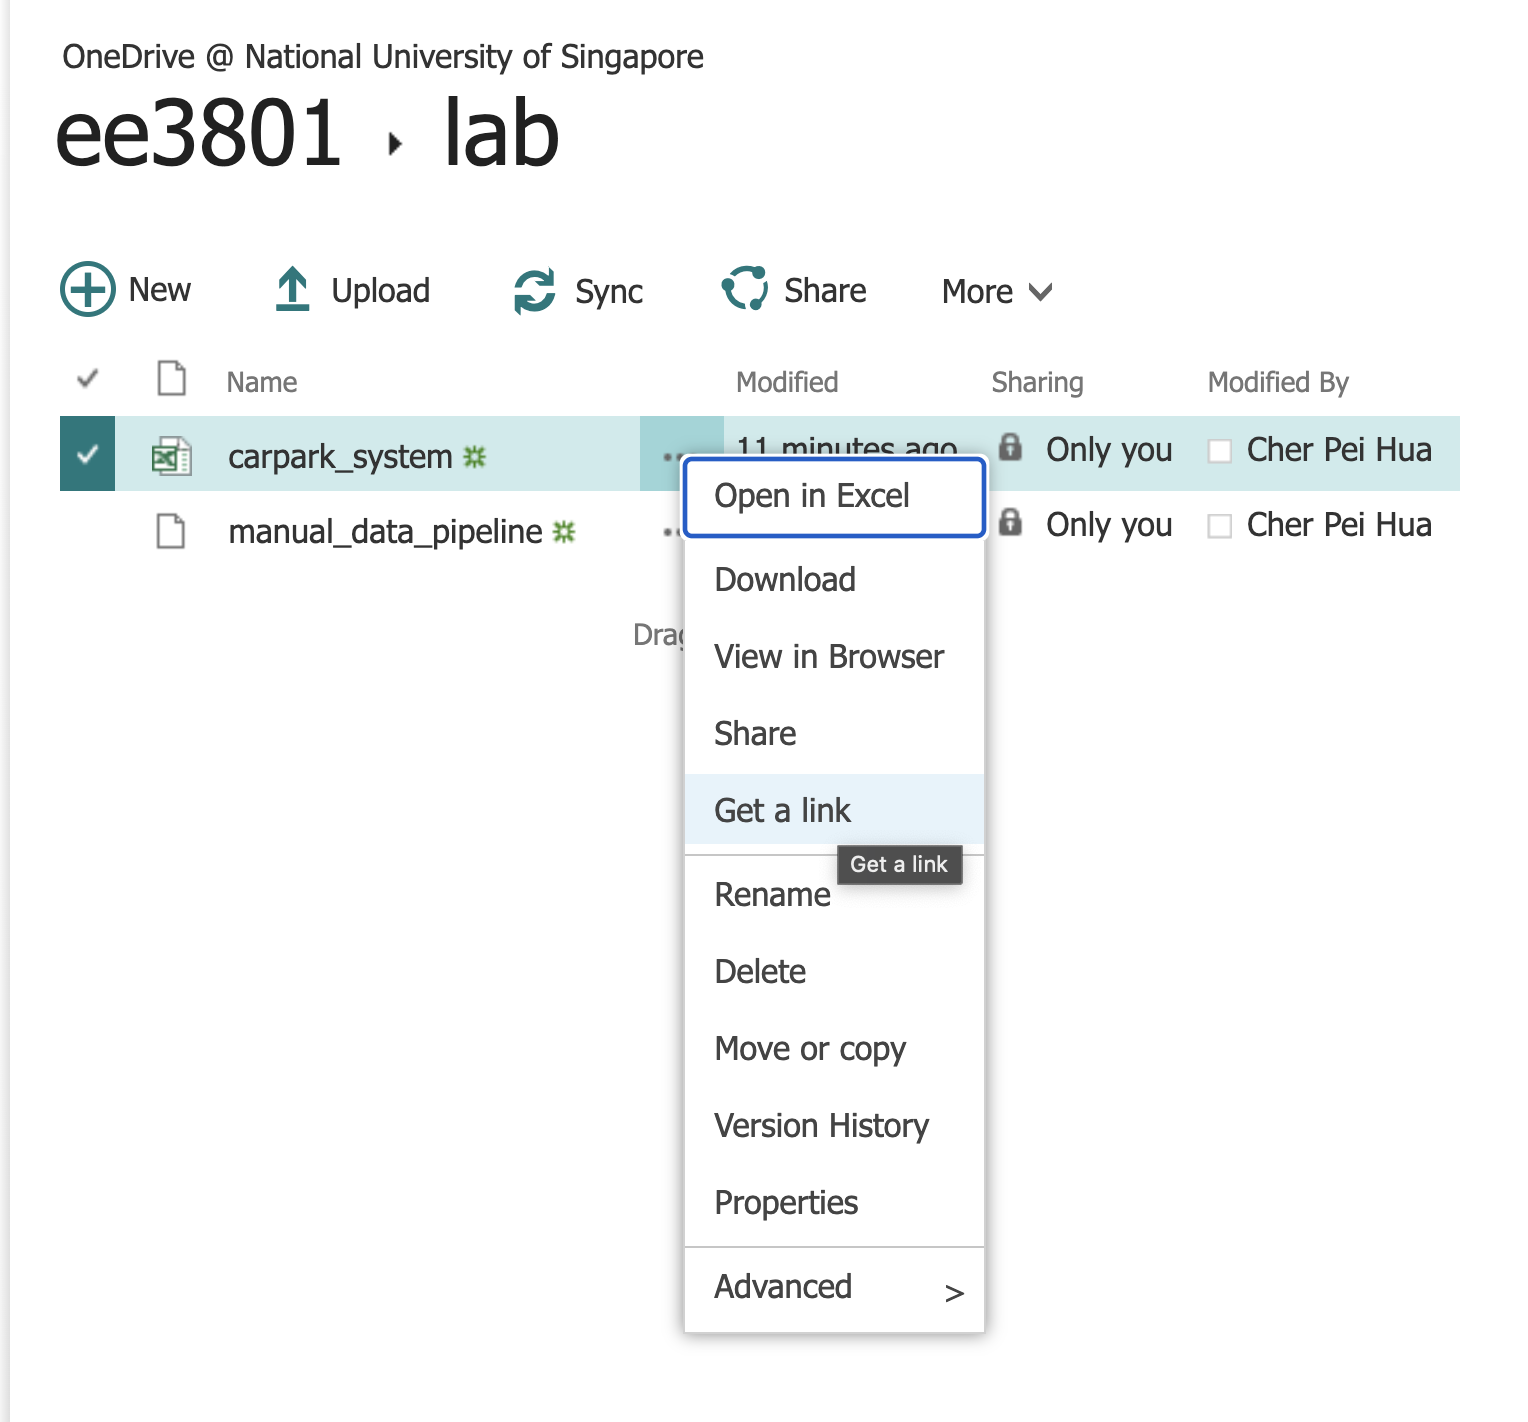 OneDrive @ National University of Singapore
ee3801 ▸ lab
New Upload Sync Share More
Name Modified Sharing Modified By
carpark_system 11 minutes ago Only you Cher Pei Hua
manual_data_pipeline Only you Cher Pei Hua
Open in Excel
Download
Drag
View in Browser
Share
Get a link
Get a link
Rename
Delete
Move or copy
Version History
Properties
Advanced >